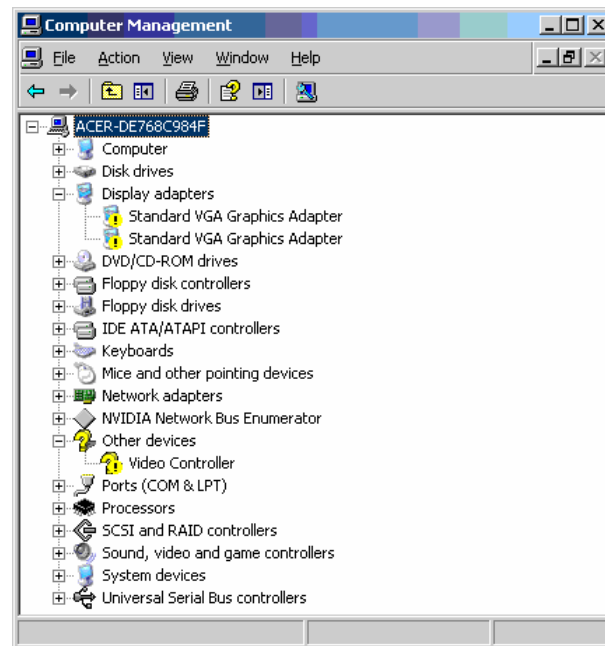 Computer Management
File Action View Window Help
ACER-DE768C984F
Computer
Disk drives
Display adapters
Standard VGA Graphics Adapter
Standard VGA Graphics Adapter
DVD/CD-ROM drives
Floppy disk controllers
Floppy disk drives
IDE ATA/ATAPI controllers
Keyboards
Mice and other pointing devices
Network adapters
NVIDIA Network Bus Enumerator
Other devices
Video Controller
Ports (COM & LPT)
Processors
SCSI and RAID controllers
Sound, video and game controllers
System devices
Universal Serial Bus controllers